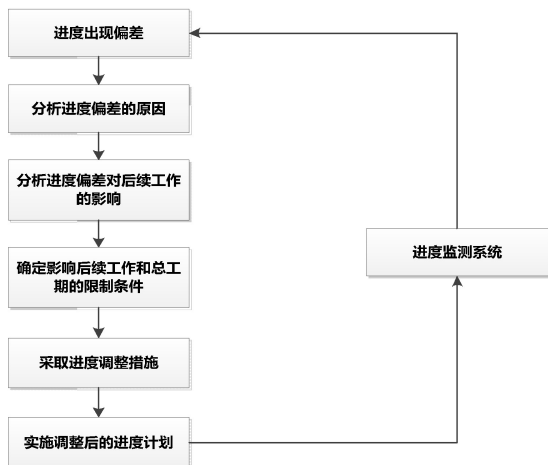 进度出现偏差
分析进度偏差的原因
分析进度偏差对后续工作
的影响
确定影响后续工作和总工
期的限制条件
采取进度调整措施
实施调整后的进度计划
进度监测系统